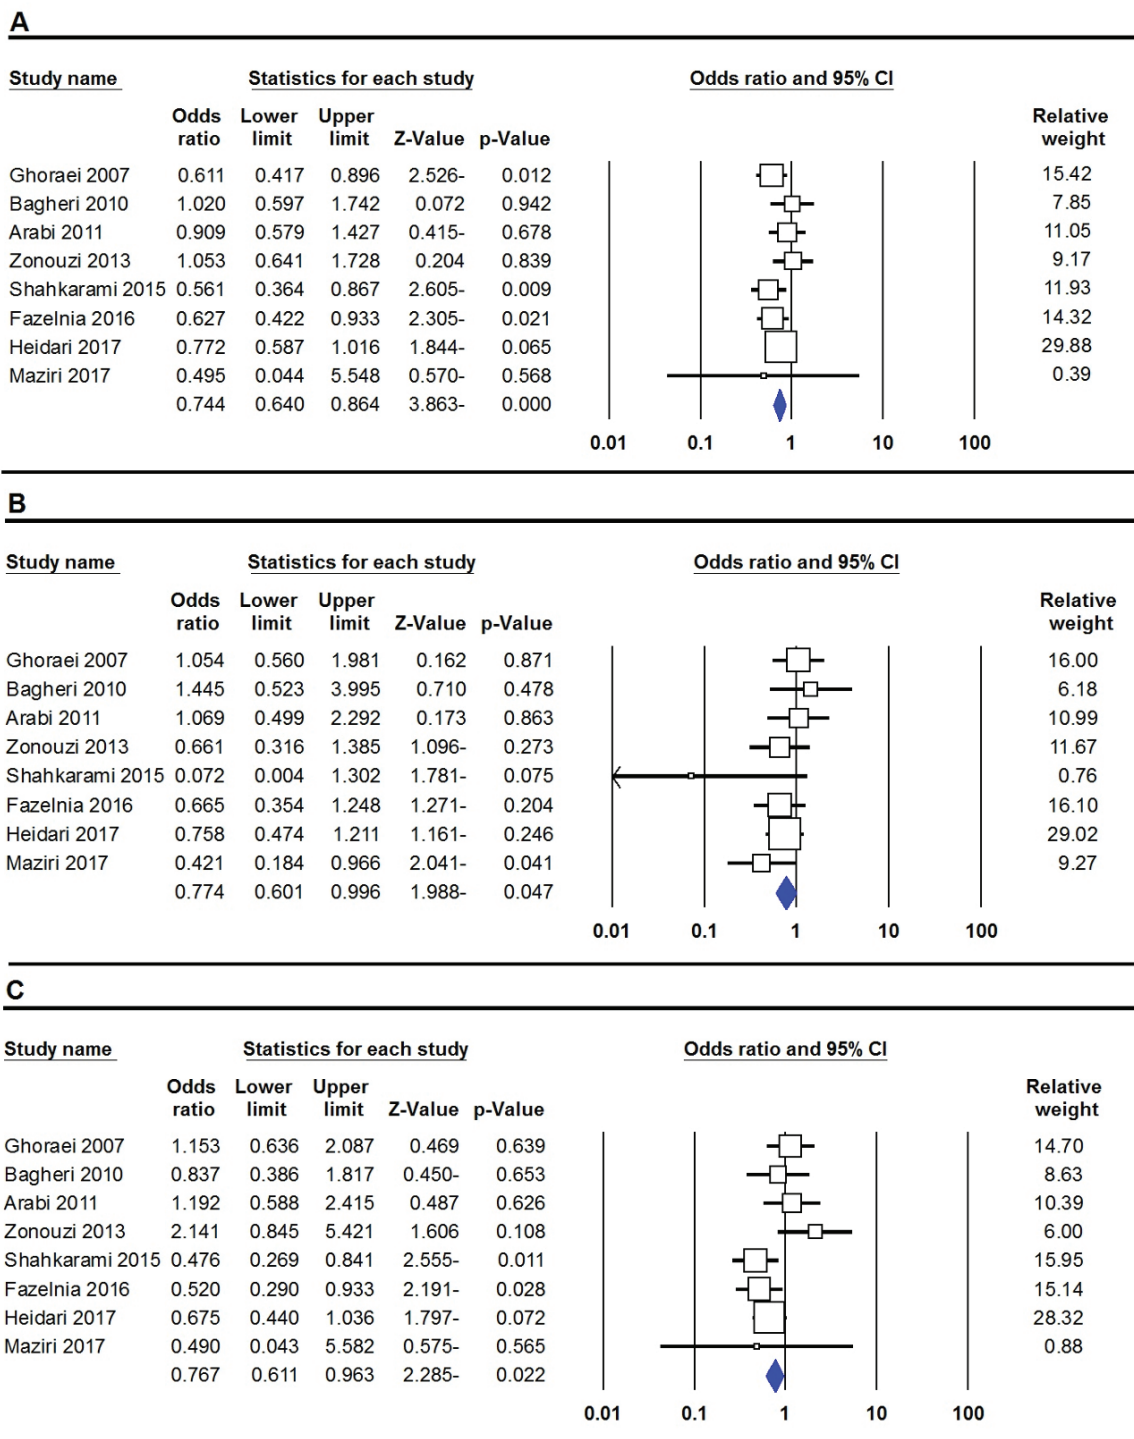 A
Study name Statistics for each study Odds ratio and 95% CI
Odds Lower Upper Relative
ratio limit limit Z-Value p-Value weight
Ghoraei 2007 0.611 0.417 0.896 2.526- 0.012 15.42
Bagheri 2010 1.020 0.597 1.742 0.072 0.942 7.85
Arabi 2011 0.909 0.579 1.427 0.415- 0.678 11.05
Zonouzi 2013 1.053 0.641 1.728 0.204 0.839 9.17
Shahkarami 2015 0.561 0.364 0.867 2.605- 0.009 11.93
Fazelnia 2016 0.627 0.422 0.933 2.305- 0.021 14.32
Heidari 2017 0.772 0.587 1.016 1.844- 0.065 29.88
Maziri 2017 0.495 0.044 5.548 0.570- 0.568 0.39
0.744 0.640 0.864 3.863- 0.000
0.01 0.1 1 10 100
B
Study name Statistics for each study Odds ratio and 95% CI
Odds Lower Upper Relative
ratio limit limit Z-Value p-Value weight
Ghoraei 2007 1.054 0.560 1.981 0.162 0.871 16.00
Bagheri 2010 1.445 0.523 3.995 0.710 0.478 6.18
Arabi 2011 1.069 0.499 2.292 0.173 0.863 10.99
Zonouzi 2013 0.661 0.316 1.385 1.096- 0.273 11.67
Shahkarami 2015 0.072 0.004 1.302 1.781- 0.075 0.76
Fazelnia 2016 0.665 0.354 1.248 1.271- 0.204 16.10
Heidari 2017 0.758 0.474 1.211 1.161- 0.246 29.02
Maziri 2017 0.421 0.184 0.966 2.041- 0.041 9.27
0.774 0.601 0.996 1.988- 0.047
0.01 0.1 1 10 100
C
Study name Statistics for each study Odds ratio and 95% CI
Odds Lower Upper Relative
ratio limit limit Z-Value p-Value weight
Ghoraei 2007 1.153 0.636 2.087 0.469 0.639 14.70
Bagheri 2010 0.837 0.386 1.817 0.450- 0.653 8.63
Arabi 2011 1.192 0.588 2.415 0.487 0.626 10.39
Zonouzi 2013 2.141 0.845 5.421 1.606 0.108 6.00
Shahkarami 2015 0.476 0.269 0.841 2.555- 0.011 15.95
Fazelnia 2016 0.520 0.290 0.933 2.191- 0.028 15.14
Heidari 2017 0.675 0.440 1.036 1.797- 0.072 28.32
Maziri 2017 0.490 0.043 5.582 0.575- 0.565 0.88
0.767 0.611 0.963 2.285- 0.022
0.01 0.1 1 10 100